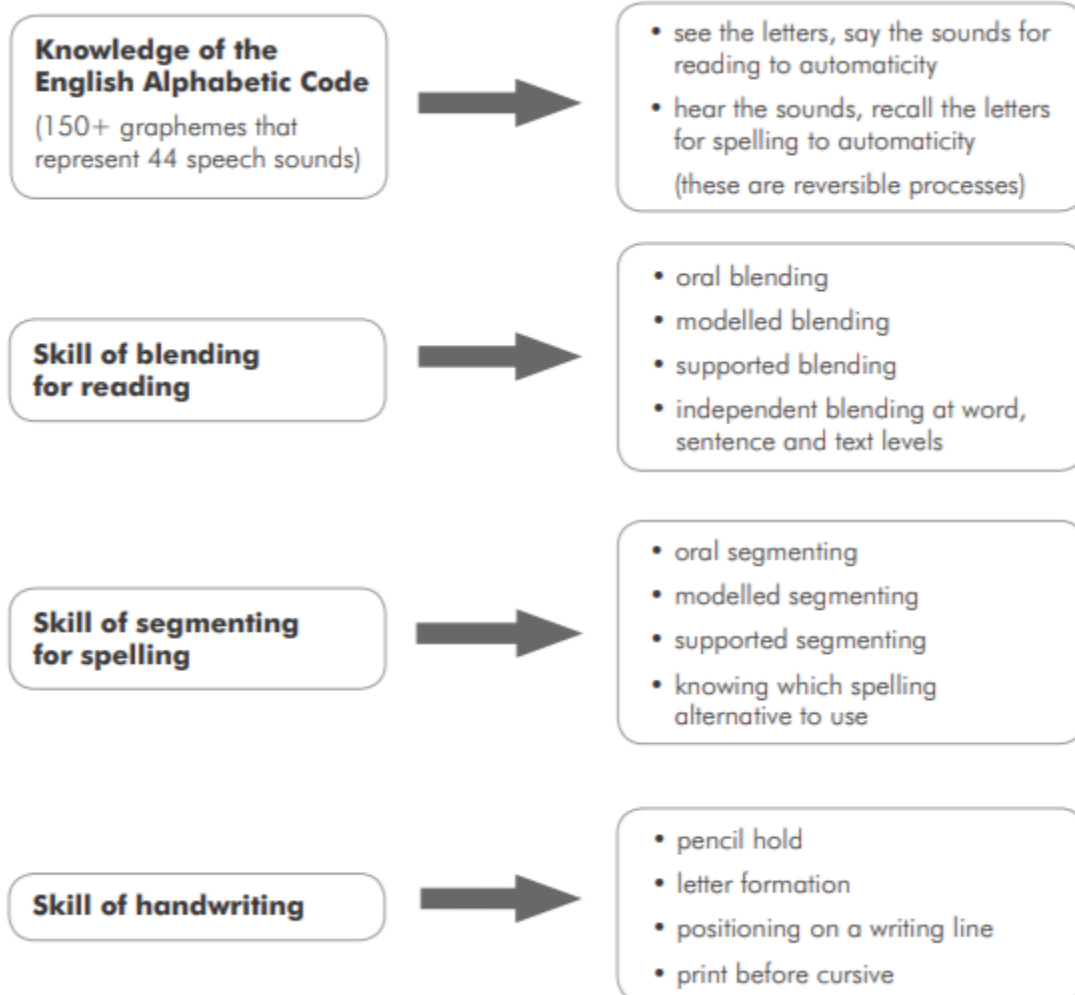 Knowledge of the
English Alphabetic Code
(150+ graphemes that
represent 44 speech sounds)
• see the letters, say the sounds for
reading to automaticity
• hear the sounds, recall the letters
for spelling to automaticity
(these are reversible processes)
Skill of blending
for reading
• oral blending
• modelled blending
• supported blending
• independent blending at word,
sentence and text levels
Skill of segmenting
for spelling
• oral segmenting
• modelled segmenting
• supported segmenting
• knowing which spelling
alternative to use
Skill of handwriting
• pencil hold
• letter formation
• positioning on a writing line
• print before cursive